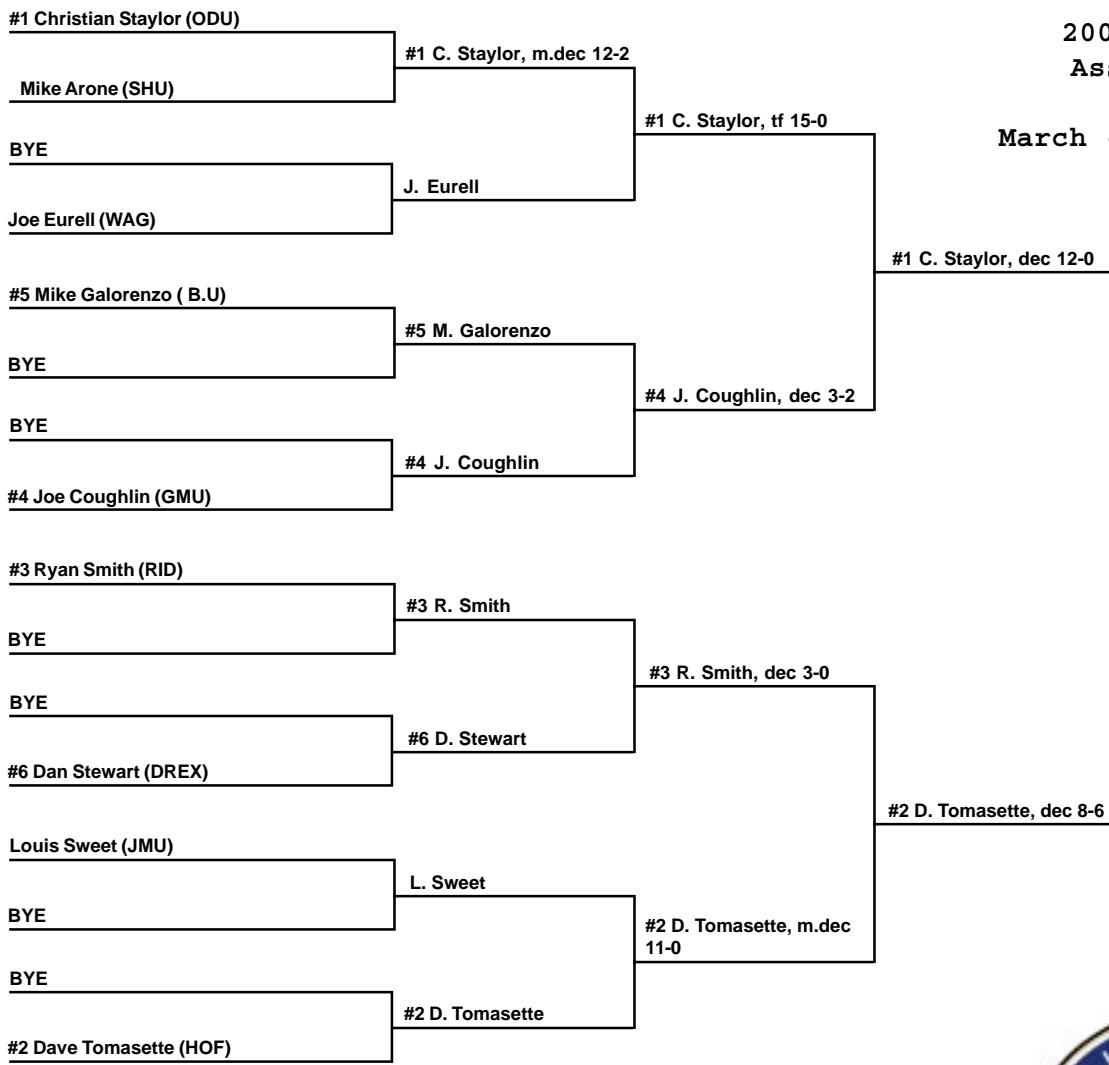 #1 Christian Staylor (ODU)
Mike Arone (SHU)
BYE
Joe Eurell (WAG)
#5 Mike Galorenzo ( B.U)
BYE
BYE
#4 Joe Coughlin (GMU)
#3 Ryan Smith (RID)
BYE
BYE
#6 Dan Stewart (DREX)
Louis Sweet (JMU)
BYE
BYE
#2 Dave Tomasette (HOF)
#1 C. Staylor, m.dec 12-2
J. Eurell
#5 M. Galorenzo
#4 J. Coughlin
#3 R. Smith
#6 D. Stewart
L. Sweet
#2 D. Tomasette
#1 C. Staylor, tf 15-0
#4 J. Coughlin, dec 3-2
#3 R. Smith, dec 3-0
#2 D. Tomasette, m.dec
11-0
#1 C. Staylor, dec 12-0
#2 D. Tomasette, dec 8-6
200
Ass
March